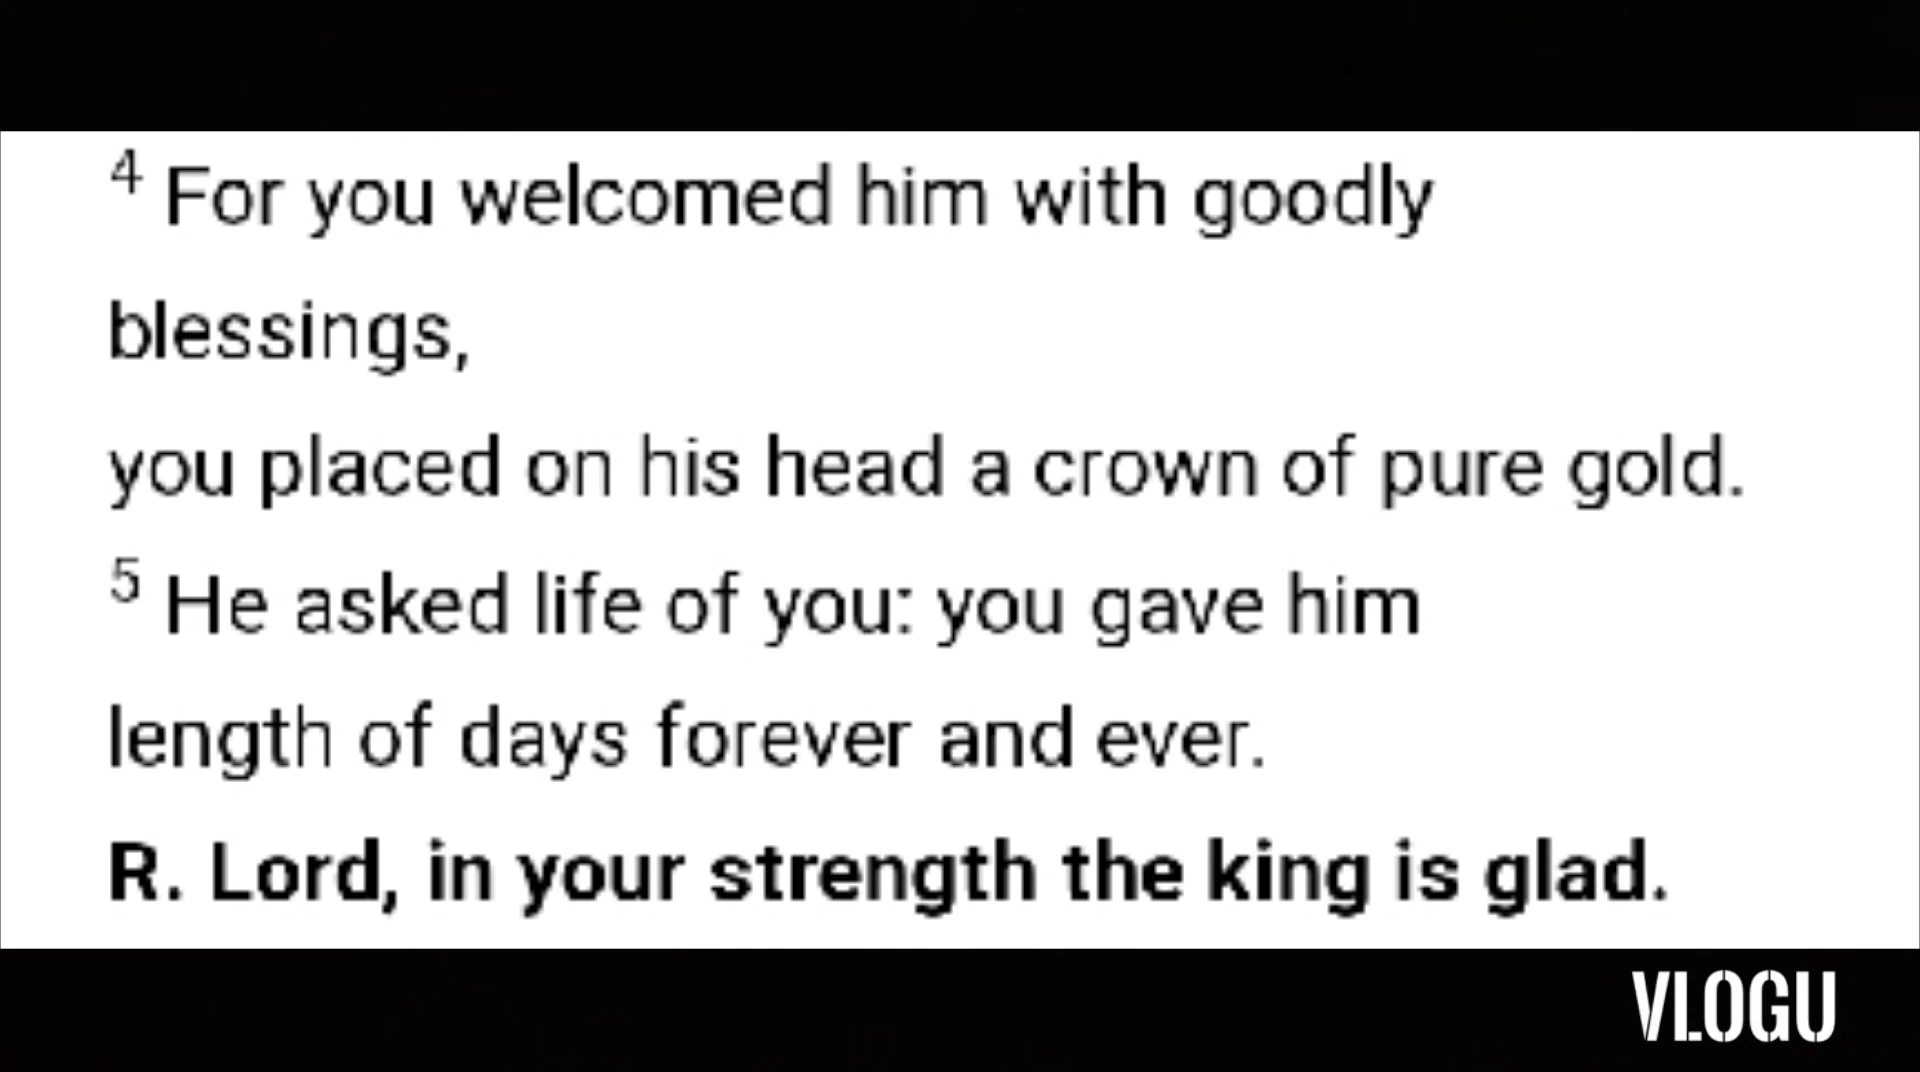 4 For you welcomed him with goodly
blessings,
you placed on his head a crown of pure gold.
5 He asked life of you: you gave him
length of days forever and ever.
R. Lord, in your strength the king is glad.
VLOGU